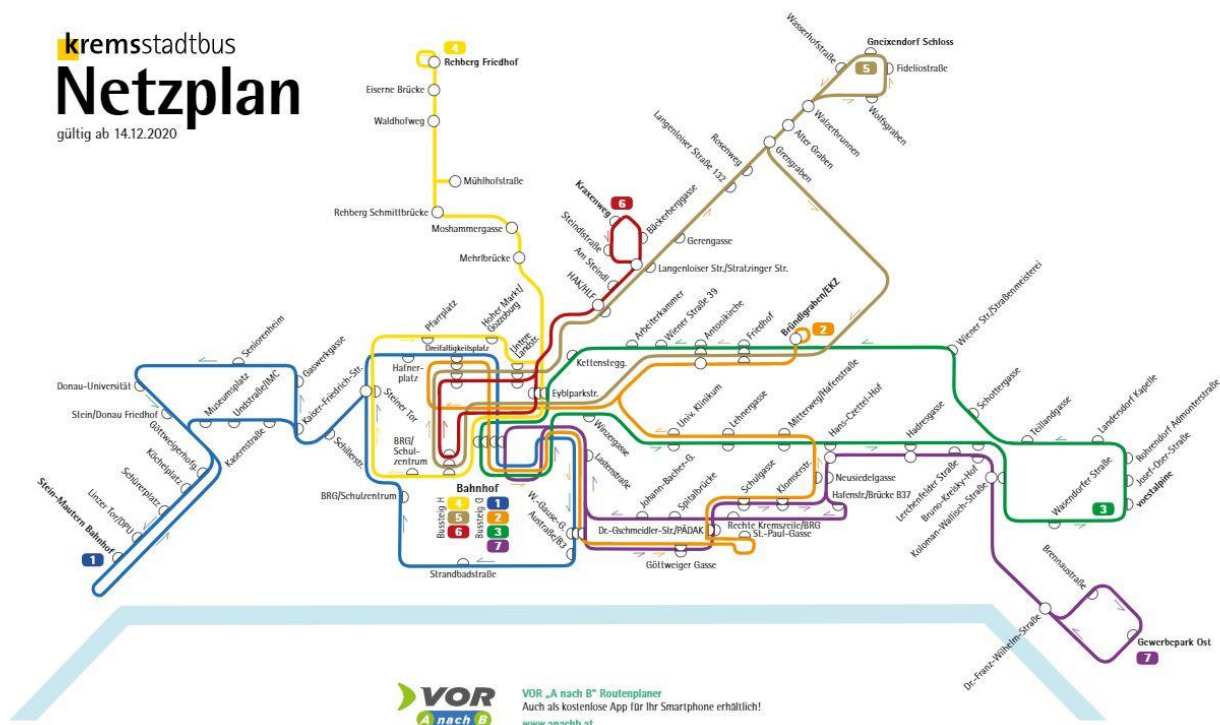 kremsstadtbus
Netzplan
gültig ab 14.12.2020
4
Rehberg Friedhof
Eiserne Brücke
Waldhofweg
Mühlhofstraße
Rehberg Schmittbrücke
Moshammergasse
Mehrlbrücke
Wasserhofstraße
Gneixendorf Schloss
5
Fideliostraße
Wolfsgraben
Walzerbrunnen
Alter Graben
Grengraben
Rosenweg
Langenloiser Straße 132
Kraxenweg
6
Steindlstraße
Bäckerberggasse
Am Steindl
Gerengasse
Langenloiser Str./Stratzinger Str.
HAK/HLF
Pfarrplatz
Hoher Markt/
Gozzoburg
Dreifaltigkeitsplatz
Untere
Landstr.
Hafner-
platz
Steiner Tor
Eyblparkstr.
Kettenstegg.
Arbeiterkammer
Wiener Straße 39
Antonikirche
Friedhof
Bründlgraben/EKZ
2
Wiener Str./Straßenmeisterei
Seniorenheim
Gaswerkgasse
Donau-Universität
Museumsplatz
Undstraße/IMC
Kaiser-Friedrich-Str.
Stein/Donau Friedhof
Göttweigerhofg.
Kasernstraße
Schillerstr.
Köchelplatz
Schürerplatz
Linzer Tor/DPU
Stein-Mautern Bahnhof
1
BRG/
Schul-
zentrum
BRG/Schulzentrum
Bahnhof
Bussteig H
4
5
6
Bussteig G
1
2
3
7
Strandbadstraße
W.-Gause-G.
Austraße/B3
Winzergasse
Lastenstraße
Univ. Klinikum
Lehnergasse
Mitterweg/Hafenstraße
Hans-Czettel-Hof
Hadresgasse
Schottergasse
Teillandgasse
Landersdorf Kapelle
Rohrendorf Admonterstraße
Josef-Oser-Straße
voestalpine
Johann-Bacher-G.
Spitalbrücke
Schulgasse
Klomserstr.
Neusiedelgasse
Hafenstr./Brücke B37
Lerchenfelder Straße
Bruno-Kreisky-Hof
Koloman-Wallisch-Straße
Wasendorfer Straße
3
Dr.-Gschmeidler-Str./PÄDAK
Rechte Kremszeile/BRG
St.-Paul-Gasse
Göttweiger Gasse
Brennaustraße
Dr.-Franz-Wilhelm-Straße
Gewerbepark Ost
7
VOR
A nach B
VOR „A nach B" Routenplaner
Auch als kostenlose App für Ihr Smartphone erhältlich!
www.anachb.at